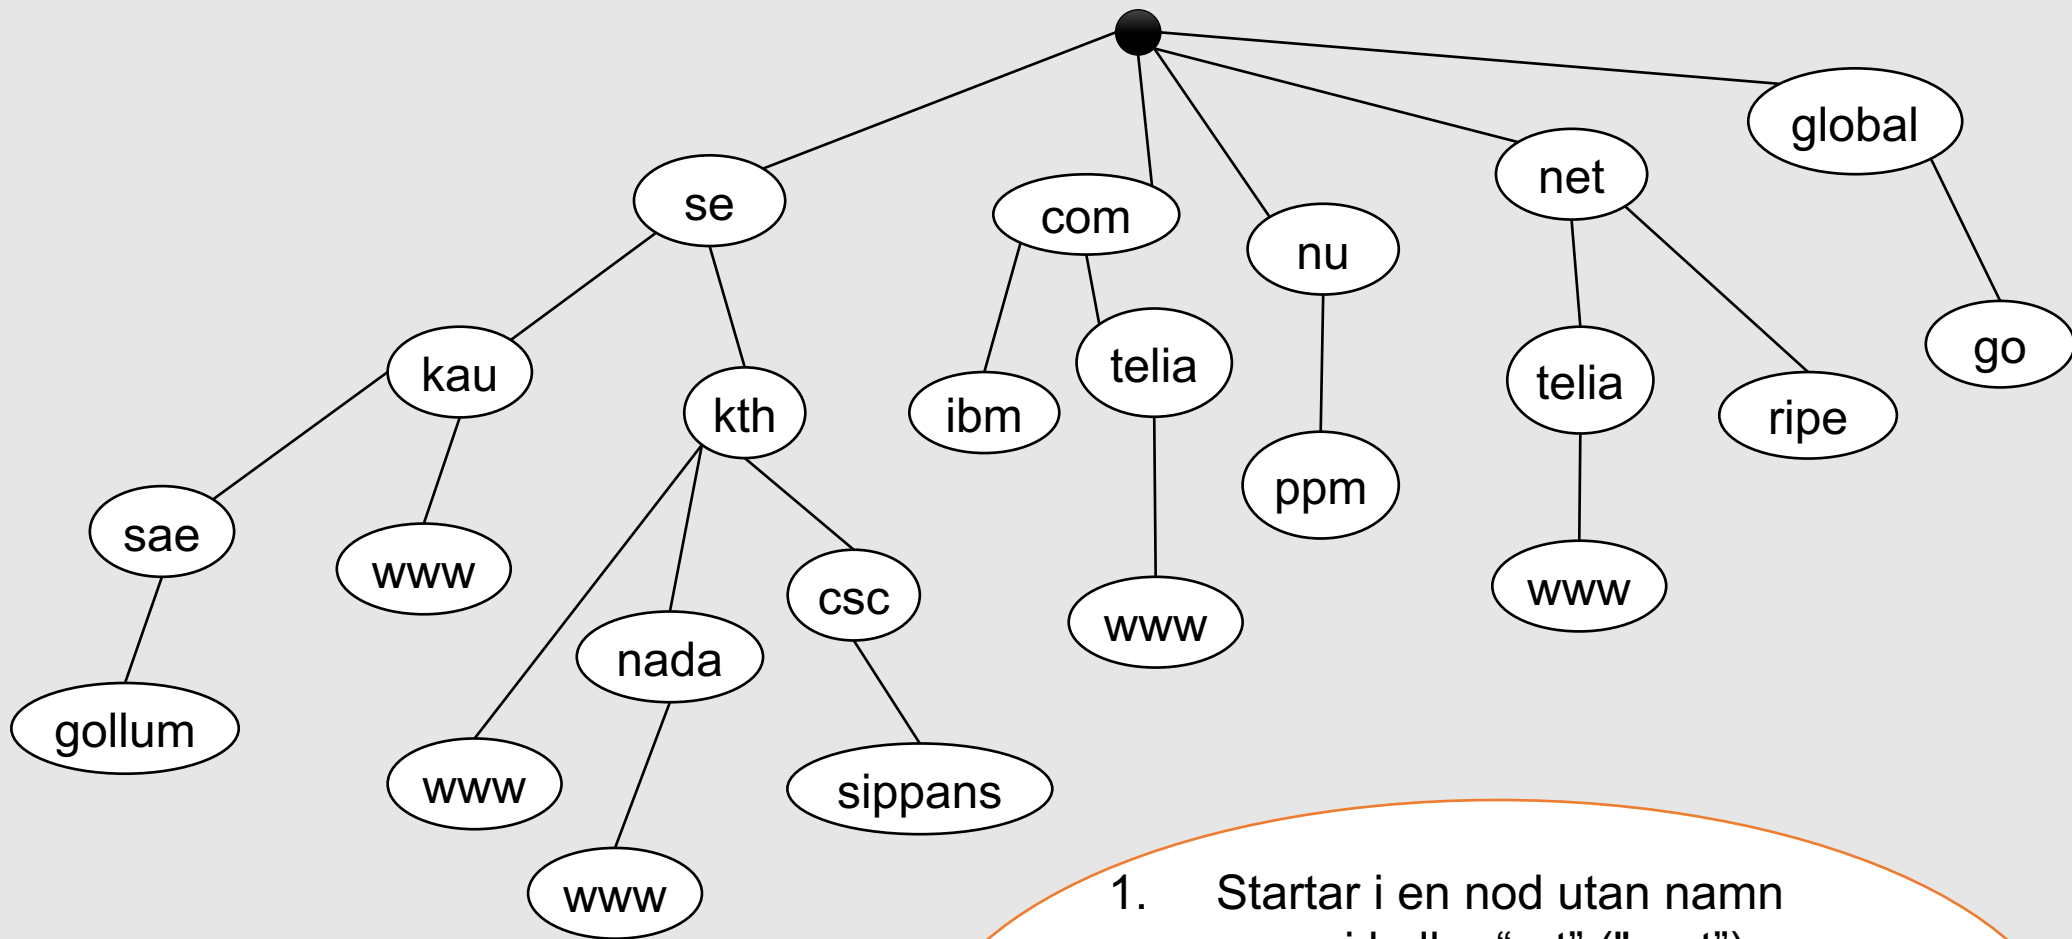 global
net
se
com
nu
go
telia
kau
telia
kth
ibm
ripe
ppm
sae
www
csc
www
www
nada
gollum
www
sippans
www
1. Startar i en nod utan namn